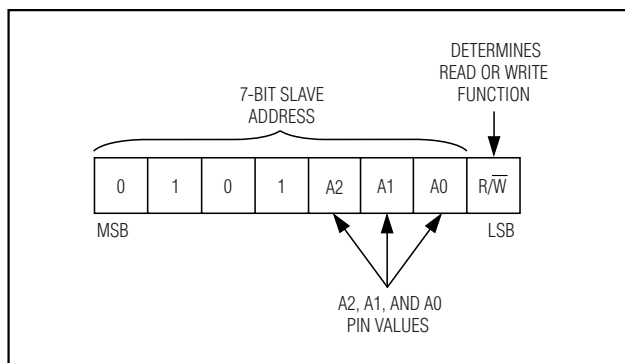 DETERMINES
READ OR WRITE
FUNCTION
7-BIT SLAVE
ADDRESS
0 1 0 1 A2 A1 A0 R/W̅
MSB LSB
A2, A1, AND A0
PIN VALUES